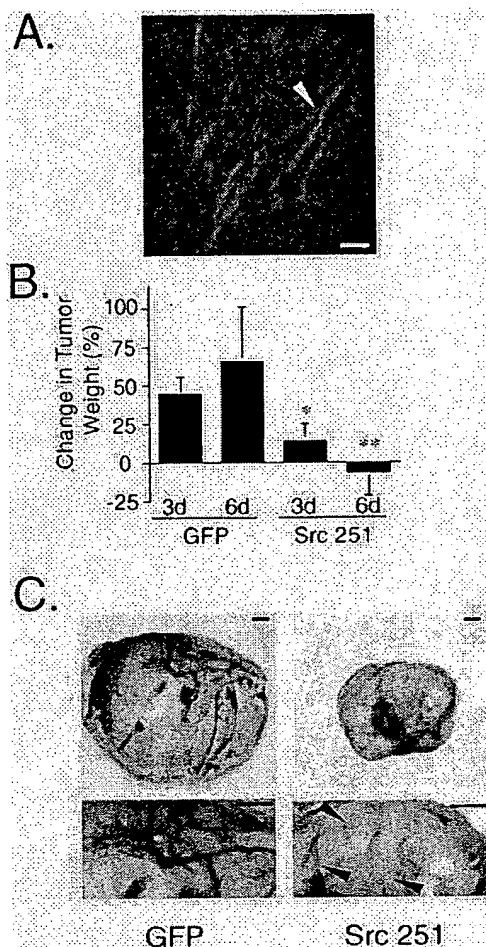 A.
B.
Change in Tumor
Weight (%)
100
75
50
25
0
-25
*
**
3d 6d 3d 6d
GFP Src 251
C.
GFP Src 251